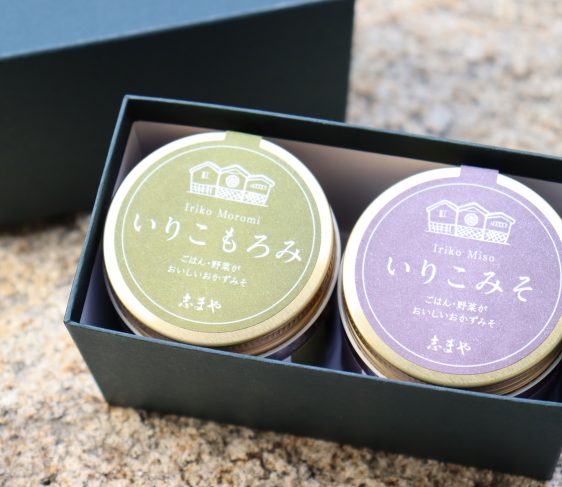 Iriko Moromi
いりこもろみ
ごはん・野菜が
おいしいおかずみそ
志まや
Iriko Miso
いりこみそ
ごはん・野菜が
おいしいおかずみそ
志まや